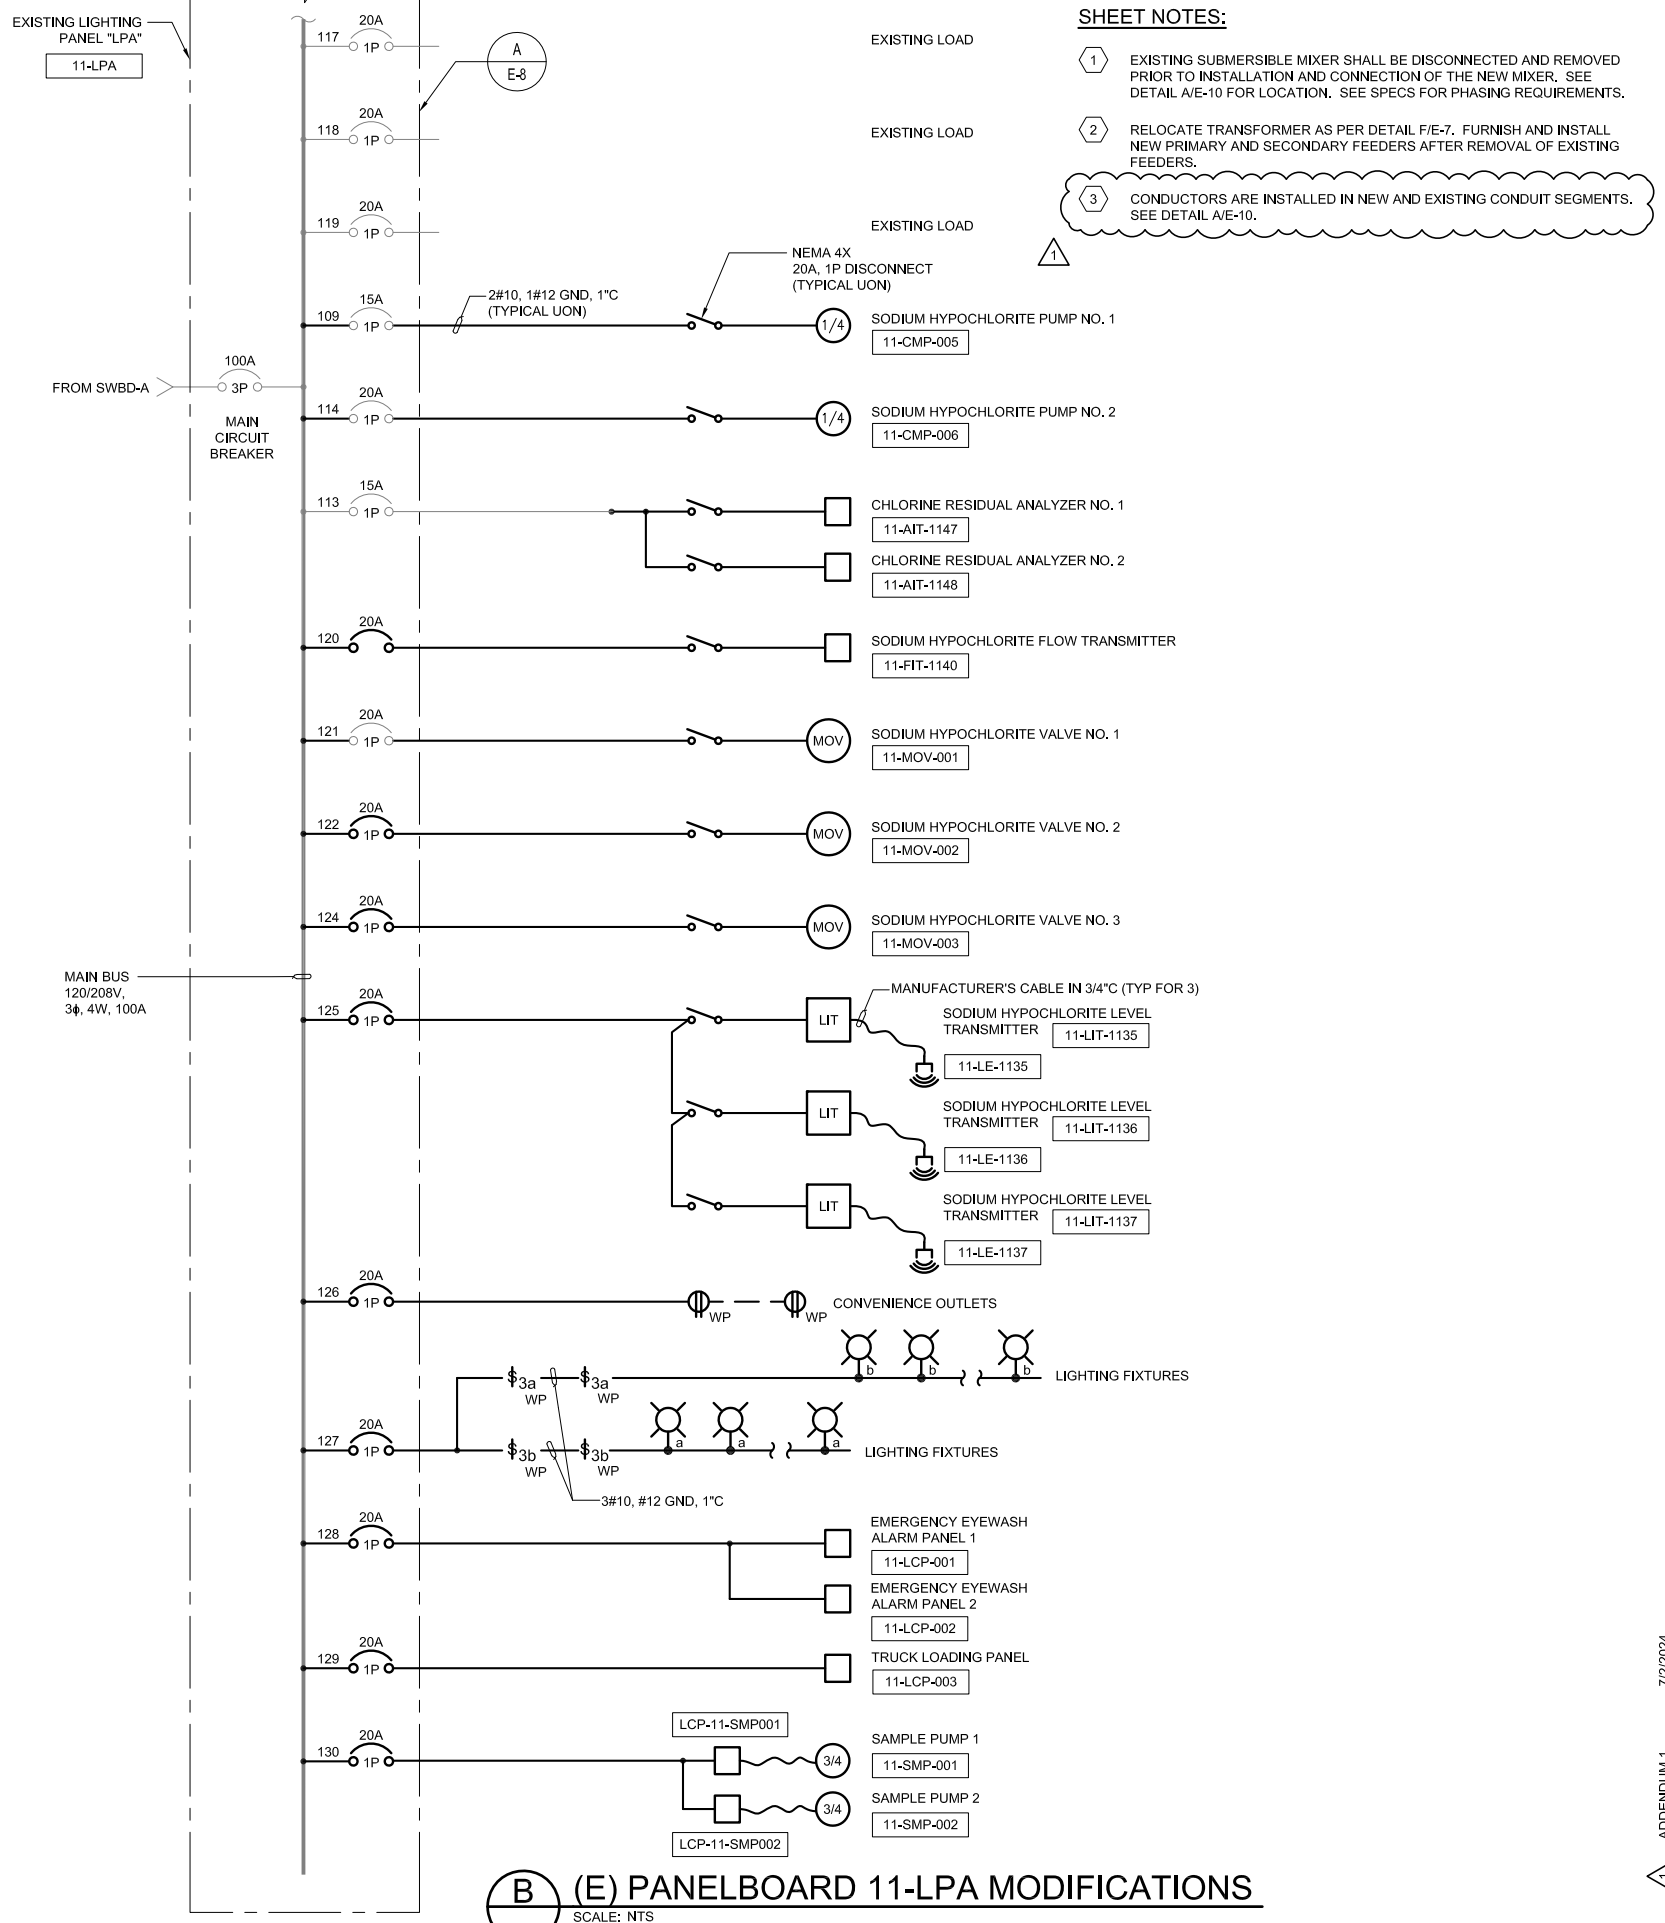 EXISTING LIGHTING
PANEL "LPA"
11-LPA
A
E-8
117
20A
1P
EXISTING LOAD
118
20A
1P
EXISTING LOAD
119
20A
1P
EXISTING LOAD
SHEET NOTES:
1
EXISTING SUBMERSIBLE MIXER SHALL BE DISCONNECTED AND REMOVED
PRIOR TO INSTALLATION AND CONNECTION OF THE NEW MIXER. SEE
DETAIL A/E-10 FOR LOCATION. SEE SPECS FOR PHASING REQUIREMENTS.
2
RELOCATE TRANSFORMER AS PER DETAIL F/E-7. FURNISH AND INSTALL
NEW PRIMARY AND SECONDARY FEEDERS AFTER REMOVAL OF EXISTING
FEEDERS.
3
CONDUCTORS ARE INSTALLED IN NEW AND EXISTING CONDUIT SEGMENTS.
SEE DETAIL A/E-10.
1
NEMA 4X
20A, 1P DISCONNECT
(TYPICAL UON)
2#10, 1#12 GND, 1"C
(TYPICAL UON)
109
15A
1P
1/4
SODIUM HYPOCHLORITE PUMP NO. 1
11-CMP-005
FROM SWBD-A
100A
3P
MAIN
CIRCUIT
BREAKER
114
20A
1P
1/4
SODIUM HYPOCHLORITE PUMP NO. 2
11-CMP-006
113
15A
1P
CHLORINE RESIDUAL ANALYZER NO. 1
11-AIT-1147
CHLORINE RESIDUAL ANALYZER NO. 2
11-AIT-1148
120
20A
SODIUM HYPOCHLORITE FLOW TRANSMITTER
11-FIT-1140
121
20A
1P
MOV
SODIUM HYPOCHLORITE VALVE NO. 1
11-MOV-001
122
20A
1P
MOV
SODIUM HYPOCHLORITE VALVE NO. 2
11-MOV-002
124
20A
1P
MOV
SODIUM HYPOCHLORITE VALVE NO. 3
11-MOV-003
MAIN BUS
120/208V,
3ϕ, 4W, 100A
125
20A
1P
MANUFACTURER'S CABLE IN 3/4"C (TYP FOR 3)
LIT
SODIUM HYPOCHLORITE LEVEL
TRANSMITTER
11-LIT-1135
11-LE-1135
LIT
SODIUM HYPOCHLORITE LEVEL
TRANSMITTER
11-LIT-1136
11-LE-1136
LIT
SODIUM HYPOCHLORITE LEVEL
TRANSMITTER
11-LIT-1137
11-LE-1137
126
20A
1P
WP
WP
CONVENIENCE OUTLETS
$3a
WP
$3a
WP
b
b
b
LIGHTING FIXTURES
127
20A
1P
$3b
WP
$3b
WP
a
a
a
LIGHTING FIXTURES
3#10, #12 GND, 1"C
128
20A
1P
EMERGENCY EYEWASH
ALARM PANEL 1
11-LCP-001
EMERGENCY EYEWASH
ALARM PANEL 2
11-LCP-002
129
20A
1P
TRUCK LOADING PANEL
11-LCP-003
130
20A
1P
LCP-11-SMP001
3/4
SAMPLE PUMP 1
11-SMP-001
3/4
SAMPLE PUMP 2
11-SMP-002
LCP-11-SMP002
B
(E) PANELBOARD 11-LPA MODIFICATIONS
SCALE: NTS
7/2/2024
ADDENDUM 1
1